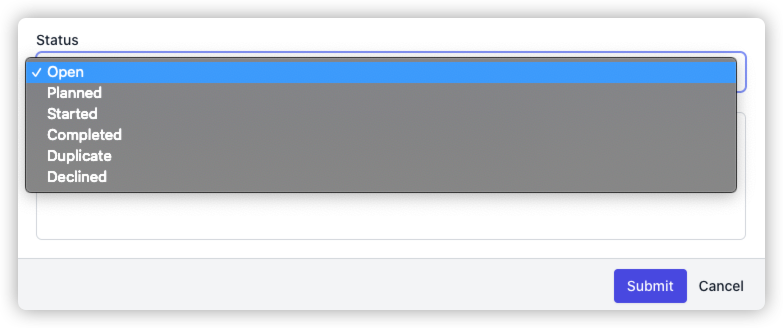 Status
✓ Open
Planned
Started
Completed
Duplicate
Declined
Submit Cancel